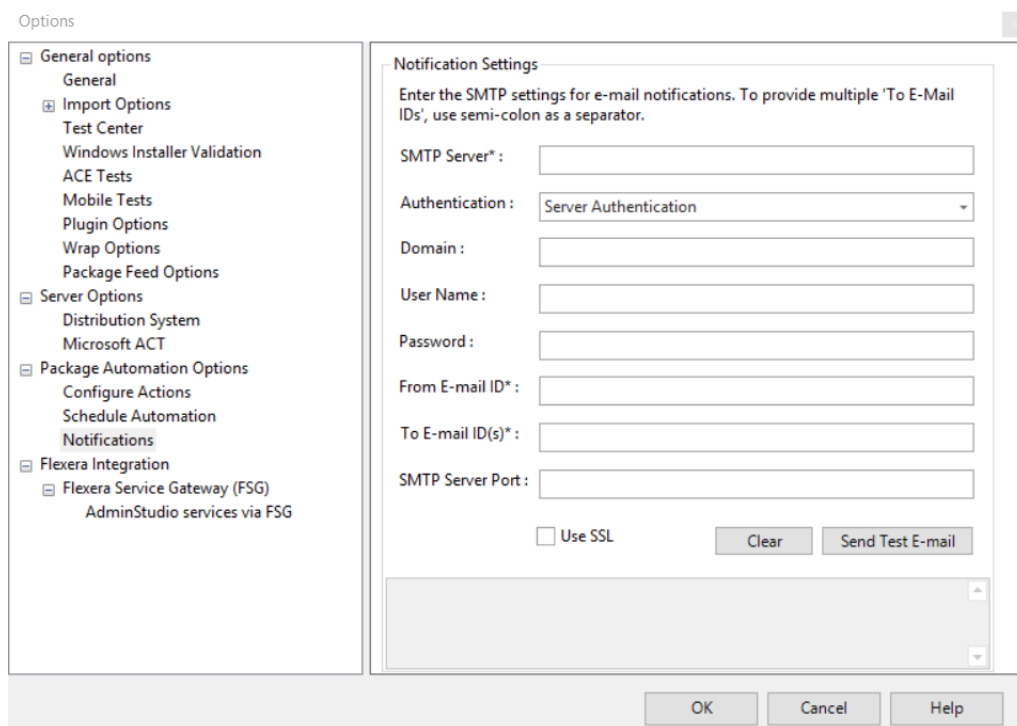 Options
General options
General
Import Options
Test Center
Windows Installer Validation
ACE Tests
Mobile Tests
Plugin Options
Wrap Options
Package Feed Options
Server Options
Distribution System
Microsoft ACT
Package Automation Options
Configure Actions
Schedule Automation
Notifications
Flexera Integration
Flexera Service Gateway (FSG)
AdminStudio services via FSG
Notification Settings
Enter the SMTP settings for e-mail notifications. To provide multiple 'To E-Mail
IDs', use semi-colon as a separator.
SMTP Server* :
Authentication : Server Authentication
Domain :
User Name :
Password :
From E-mail ID* :
To E-mail ID(s)* :
SMTP Server Port :
Use SSL Clear Send Test E-mail
OK Cancel Help